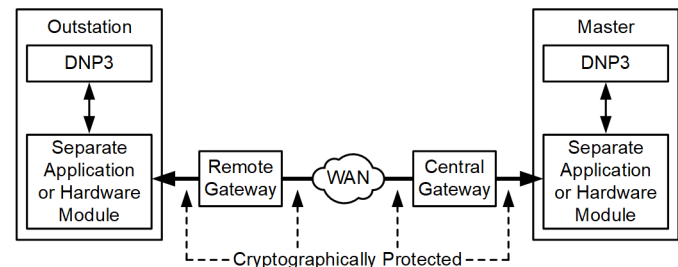 Outstation
DNP3
Separate
Application
or Hardware
Module
Remote
Gateway
WAN
Central
Gateway
Master
DNP3
Separate
Application
or Hardware
Module
Cryptographically Protected